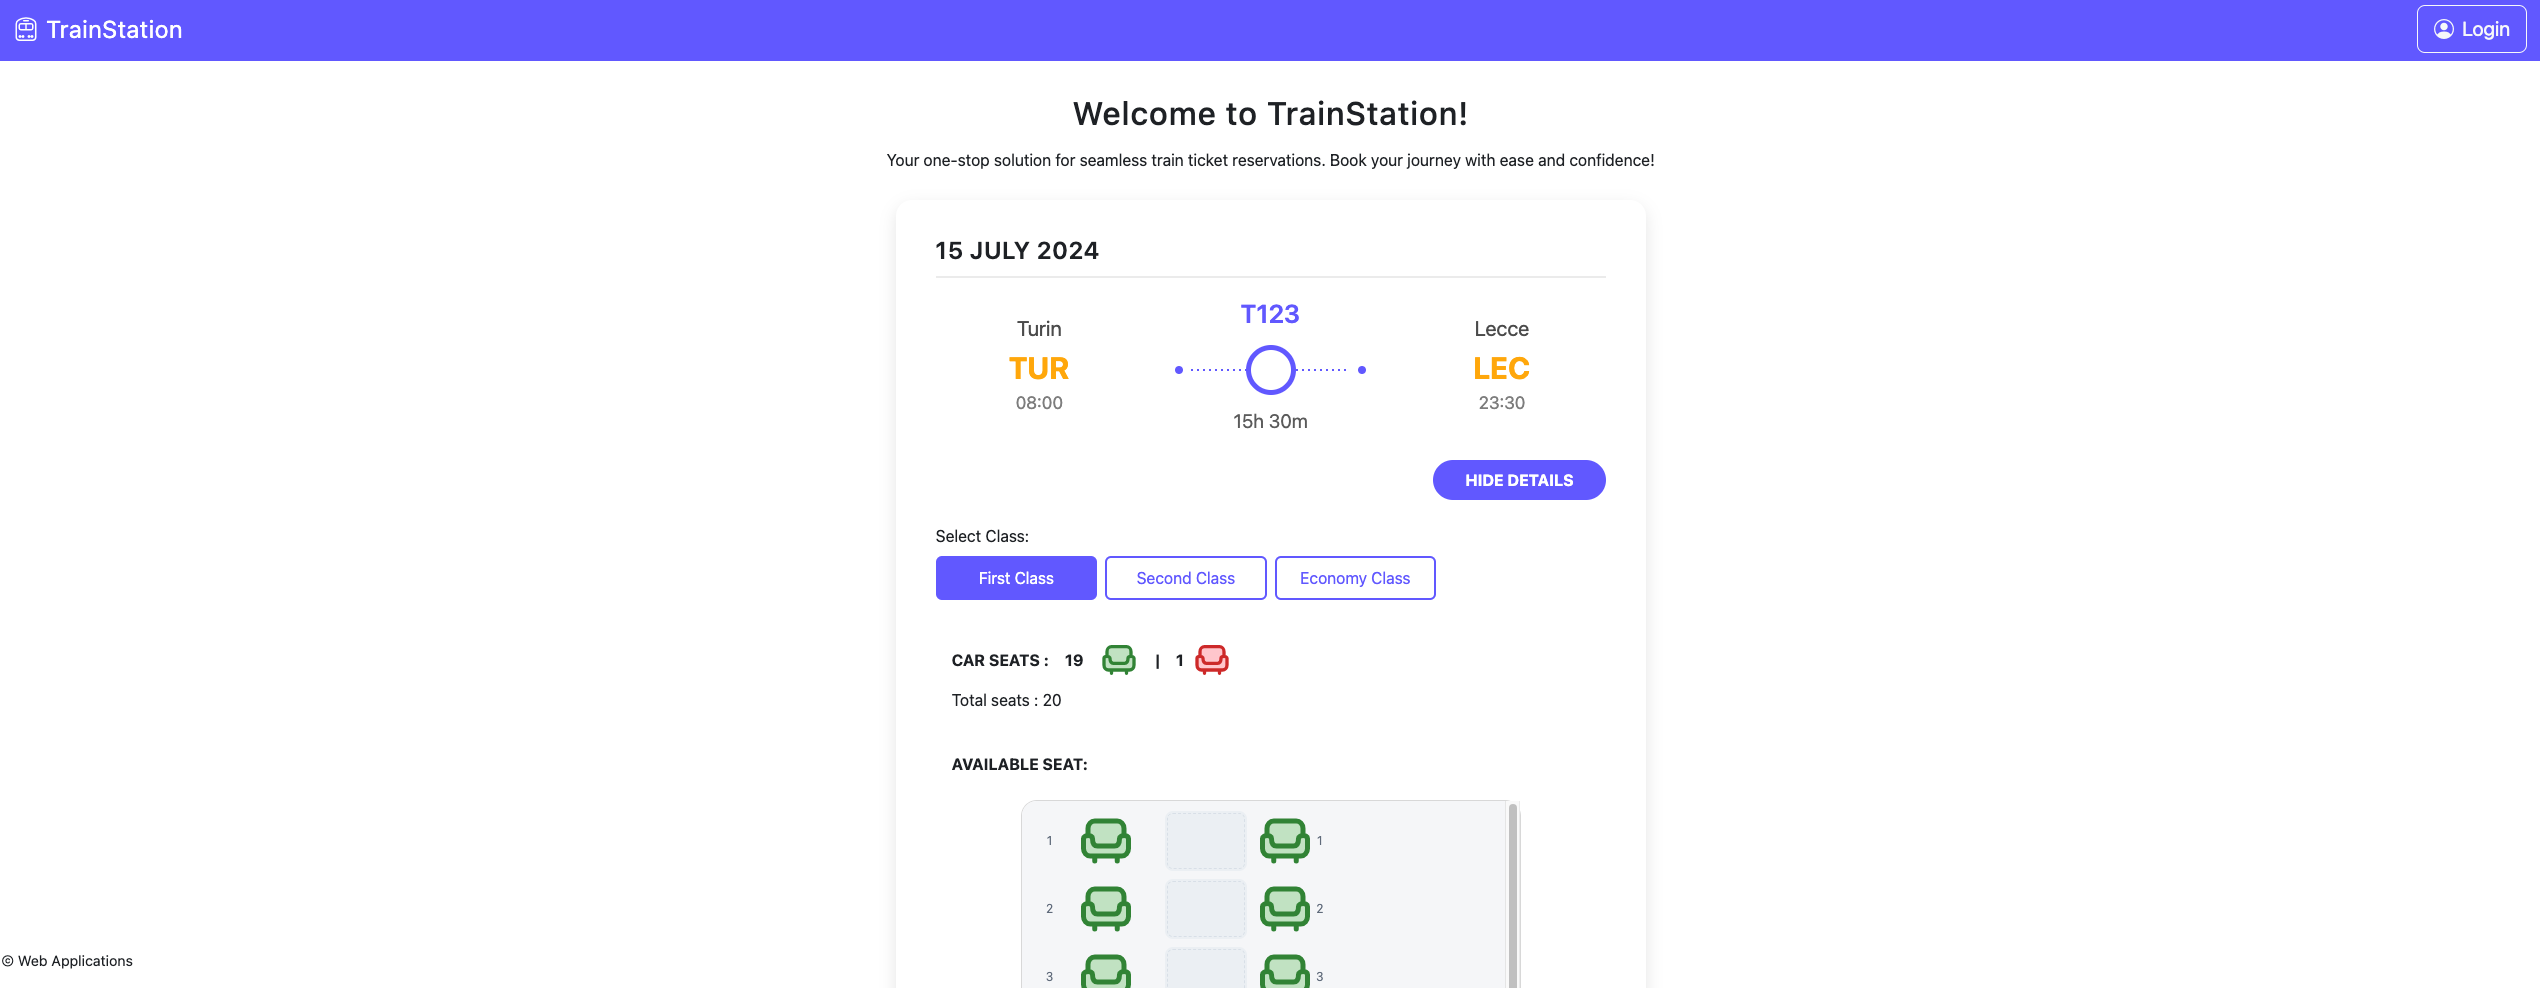 TrainStation
Login
Welcome to TrainStation!
Your one-stop solution for seamless train ticket reservations. Book your journey with ease and confidence!
15 JULY 2024
T123
Turin
Lecce
TUR
LEC
08:00
23:30
15h 30m
HIDE DETAILS
Select Class:
First Class
Second Class
Economy Class
CAR SEATS : 19 | 1
Total seats : 20
AVAILABLE SEAT:
1 1
2 2
3 3
© Web Applications